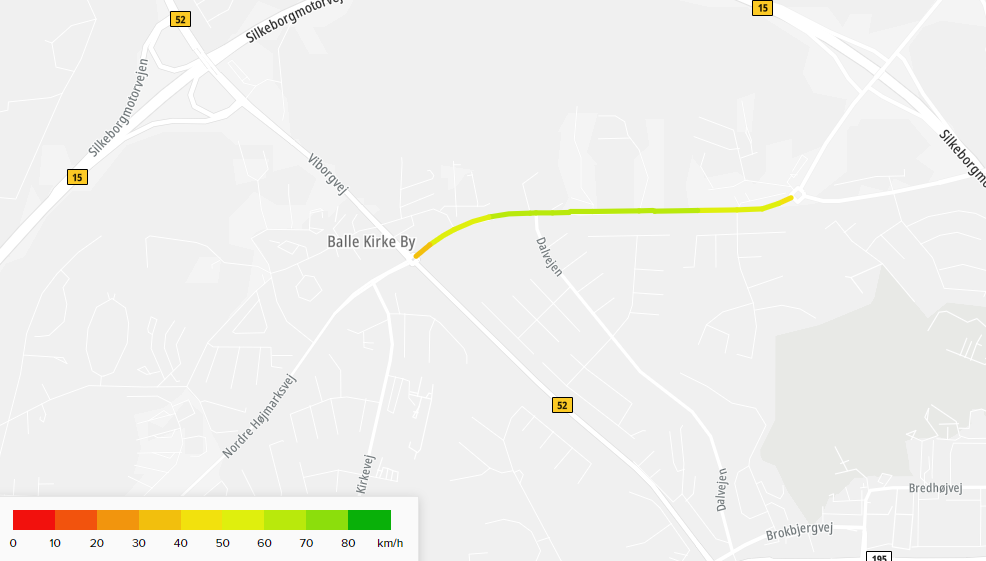 52
Silkeborgmotorvej
15
Silkeborgmotorvejen
15
Viborgvej
Silkeborgmo
Balle Kirke By
Dalvejen
52
Nordre Højmarksvej
Kirkevej
Dalvejen
Bredhøjvej
Brokbjergvej
195
0 10 20 30 40 50 60 70 80 km/h